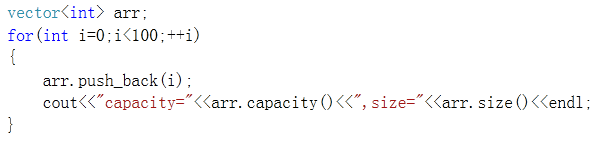 vector<int> arr;
for(int i=0;i<100;++i)
{
    arr.push_back(i);
    cout<<"capacity="<<arr.capacity()<<",size="<<arr.size()<<endl;
}